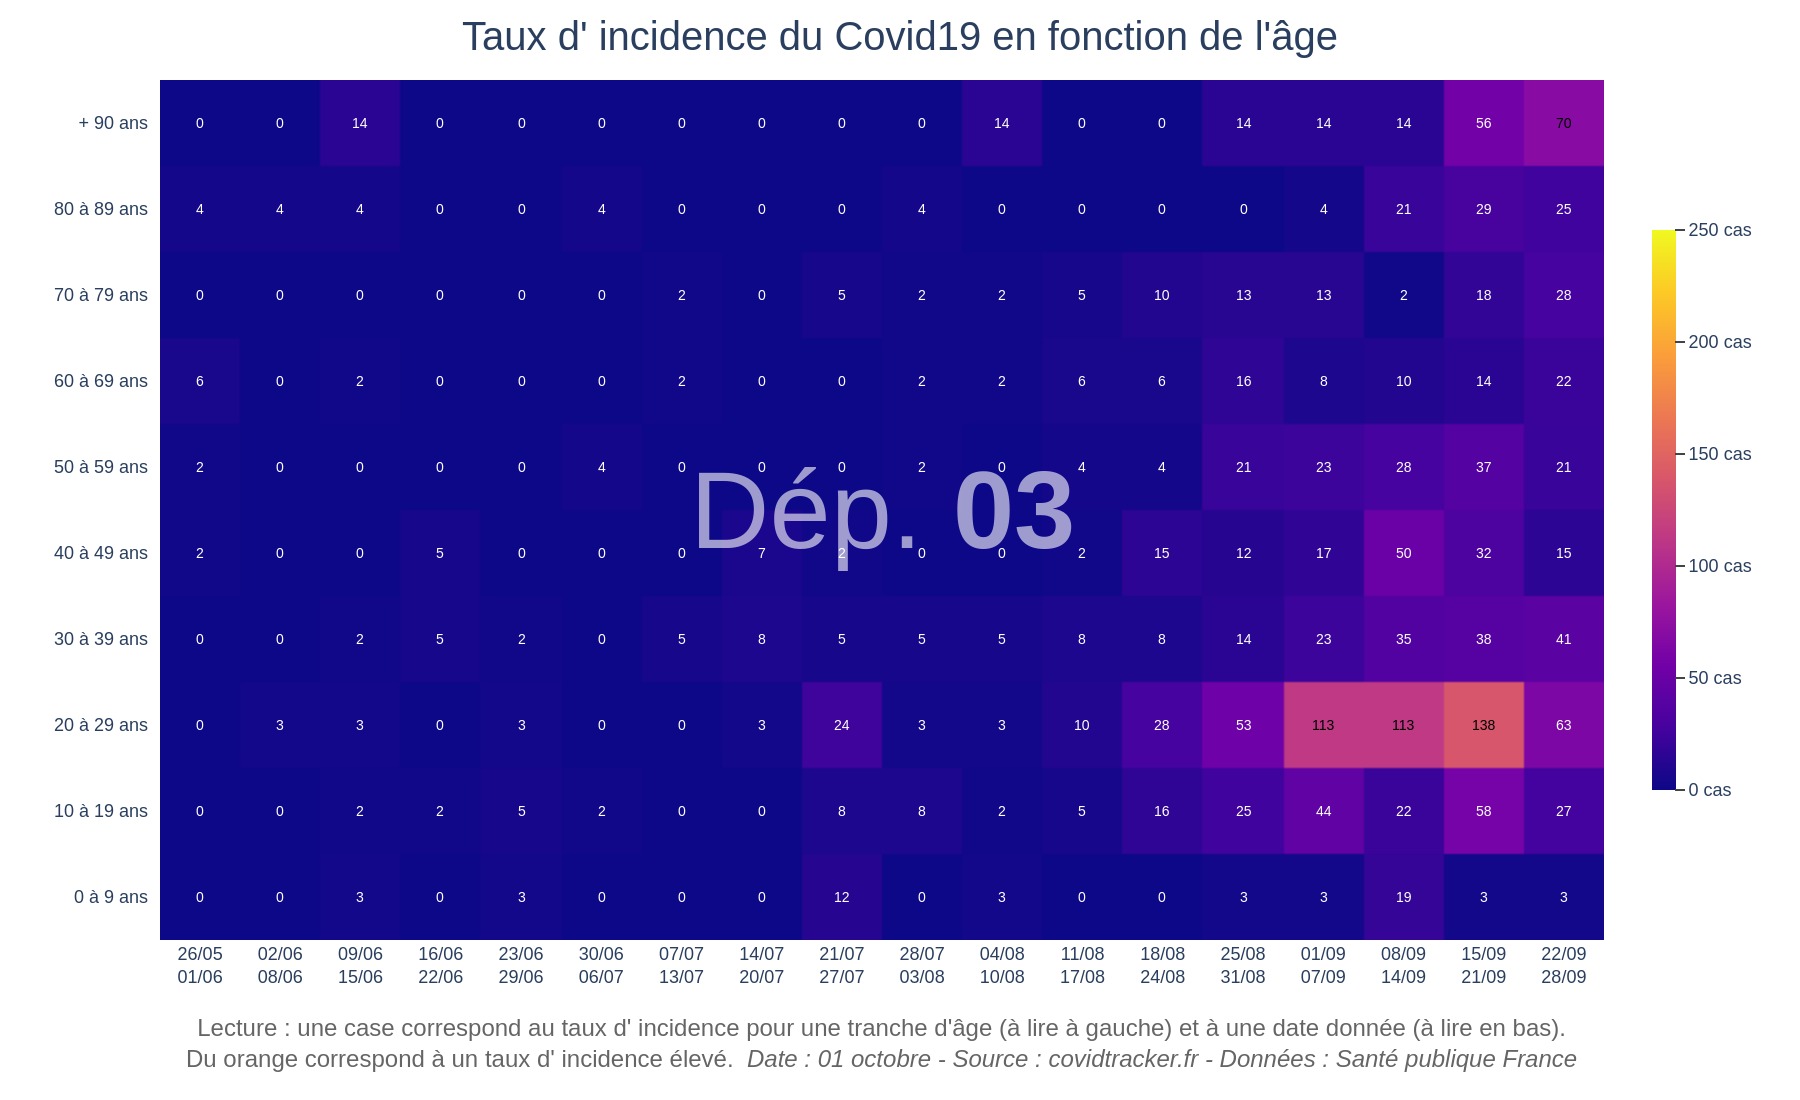 Taux d' incidence du Covid19 en fonction de l'âge
+ 90 ans 0 0 14 0 0 0 0 0 0 0 14 0 0 14 14 14 56 70
80 à 89 ans 4 4 4 0 0 4 0 0 0 4 0 0 0 0 4 21 29 25
250 cas
70 à 79 ans 0 0 0 0 0 0 2 0 5 2 2 5 10 13 13 2 18 28
200 cas
60 à 69 ans 6 0 2 0 0 0 2 0 0 2 2 6 6 16 8 10 14 22
150 cas
50 à 59 ans 2 0 0 0 0 4 0 0 0 2 0 4 4 21 23 28 37 21
Dép. 03
40 à 49 ans 2 0 0 5 0 0 0 7 2 0 0 2 15 12 17 50 32 15
100 cas
30 à 39 ans 0 0 2 5 2 0 5 8 5 5 5 8 8 14 23 35 38 41
50 cas
20 à 29 ans 0 3 3 0 3 0 0 3 24 3 3 10 28 53 113 113 138 63
0 cas
10 à 19 ans 0 0 2 2 5 2 0 0 8 8 2 5 16 25 44 22 58 27
0 à 9 ans 0 0 3 0 3 0 0 0 12 0 3 0 0 3 3 19 3 3
26/05 02/06 09/06 16/06 23/06 30/06 07/07 14/07 21/07 28/07 04/08 11/08 18/08 25/08 01/09 08/09 15/09 22/09
01/06 08/06 15/06 22/06 29/06 06/07 13/07 20/07 27/07 03/08 10/08 17/08 24/08 31/08 07/09 14/09 21/09 28/09
Lecture : une case correspond au taux d' incidence pour une tranche d'âge (à lire à gauche) et à une date donnée (à lire en bas).
Du orange correspond à un taux d' incidence élevé. Date : 01 octobre - Source : covidtracker.fr - Données : Santé publique France